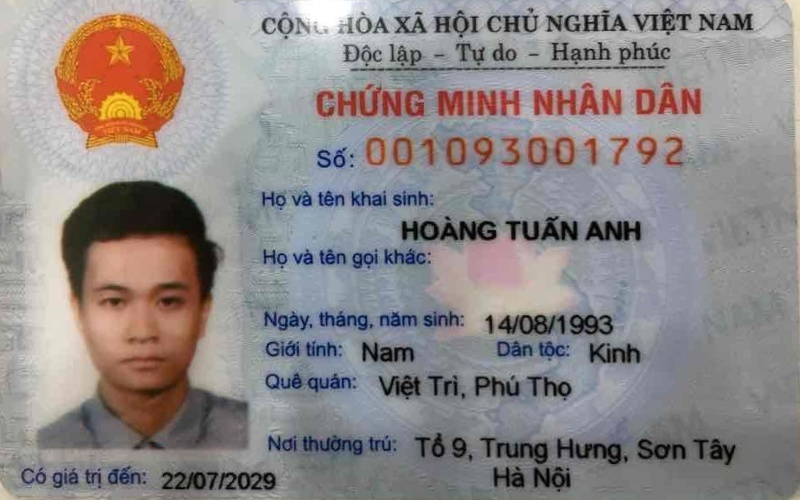 CỘNG HÒA XÃ HỘI CHỦ NGHĨA VIỆT NAM
Độc lập – Tự do – Hạnh phúc
CHỨNG MINH NHÂN DÂN
Số: 001093001792
Họ và tên khai sinh:
HOÀNG TUẤN ANH
Họ và tên gọi khác:
Ngày, tháng, năm sinh: 14/08/1993
Giới tính: Nam Dân tộc: Kinh
Quê quán: Việt Trì, Phú Thọ
Nơi thường trú: Tổ 9, Trung Hưng, Sơn Tây
Hà Nội
Có giá trị đến: 22/07/2029